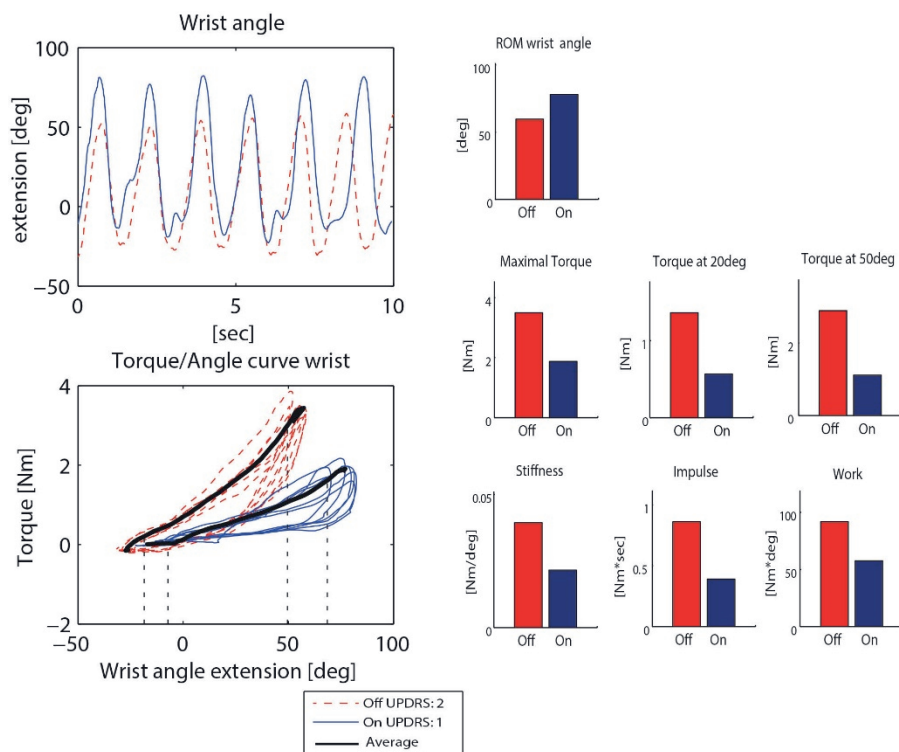 Wrist angle
100
50
0
−50
extension [deg]
0
5
10
[sec]
Torque/Angle curve wrist
4
2
0
−2
Torque [Nm]
−50
0
50
100
Wrist angle extension [deg]
Off UPDRS: 2
On UPDRS: 1
Average
ROM wrist angle
100
50
0
[deg]
Off On
Maximal Torque
4
2
0
[Nm]
Off On
Torque at 20deg
1
0
[Nm]
Off On
Torque at 50deg
2
0
[Nm]
Off On
Stiffness
0.05
0
[Nm/deg]
Off On
Impulse
1
0.5
0
[Nm*sec]
Off On
Work
100
50
0
[Nm*deg]
Off On